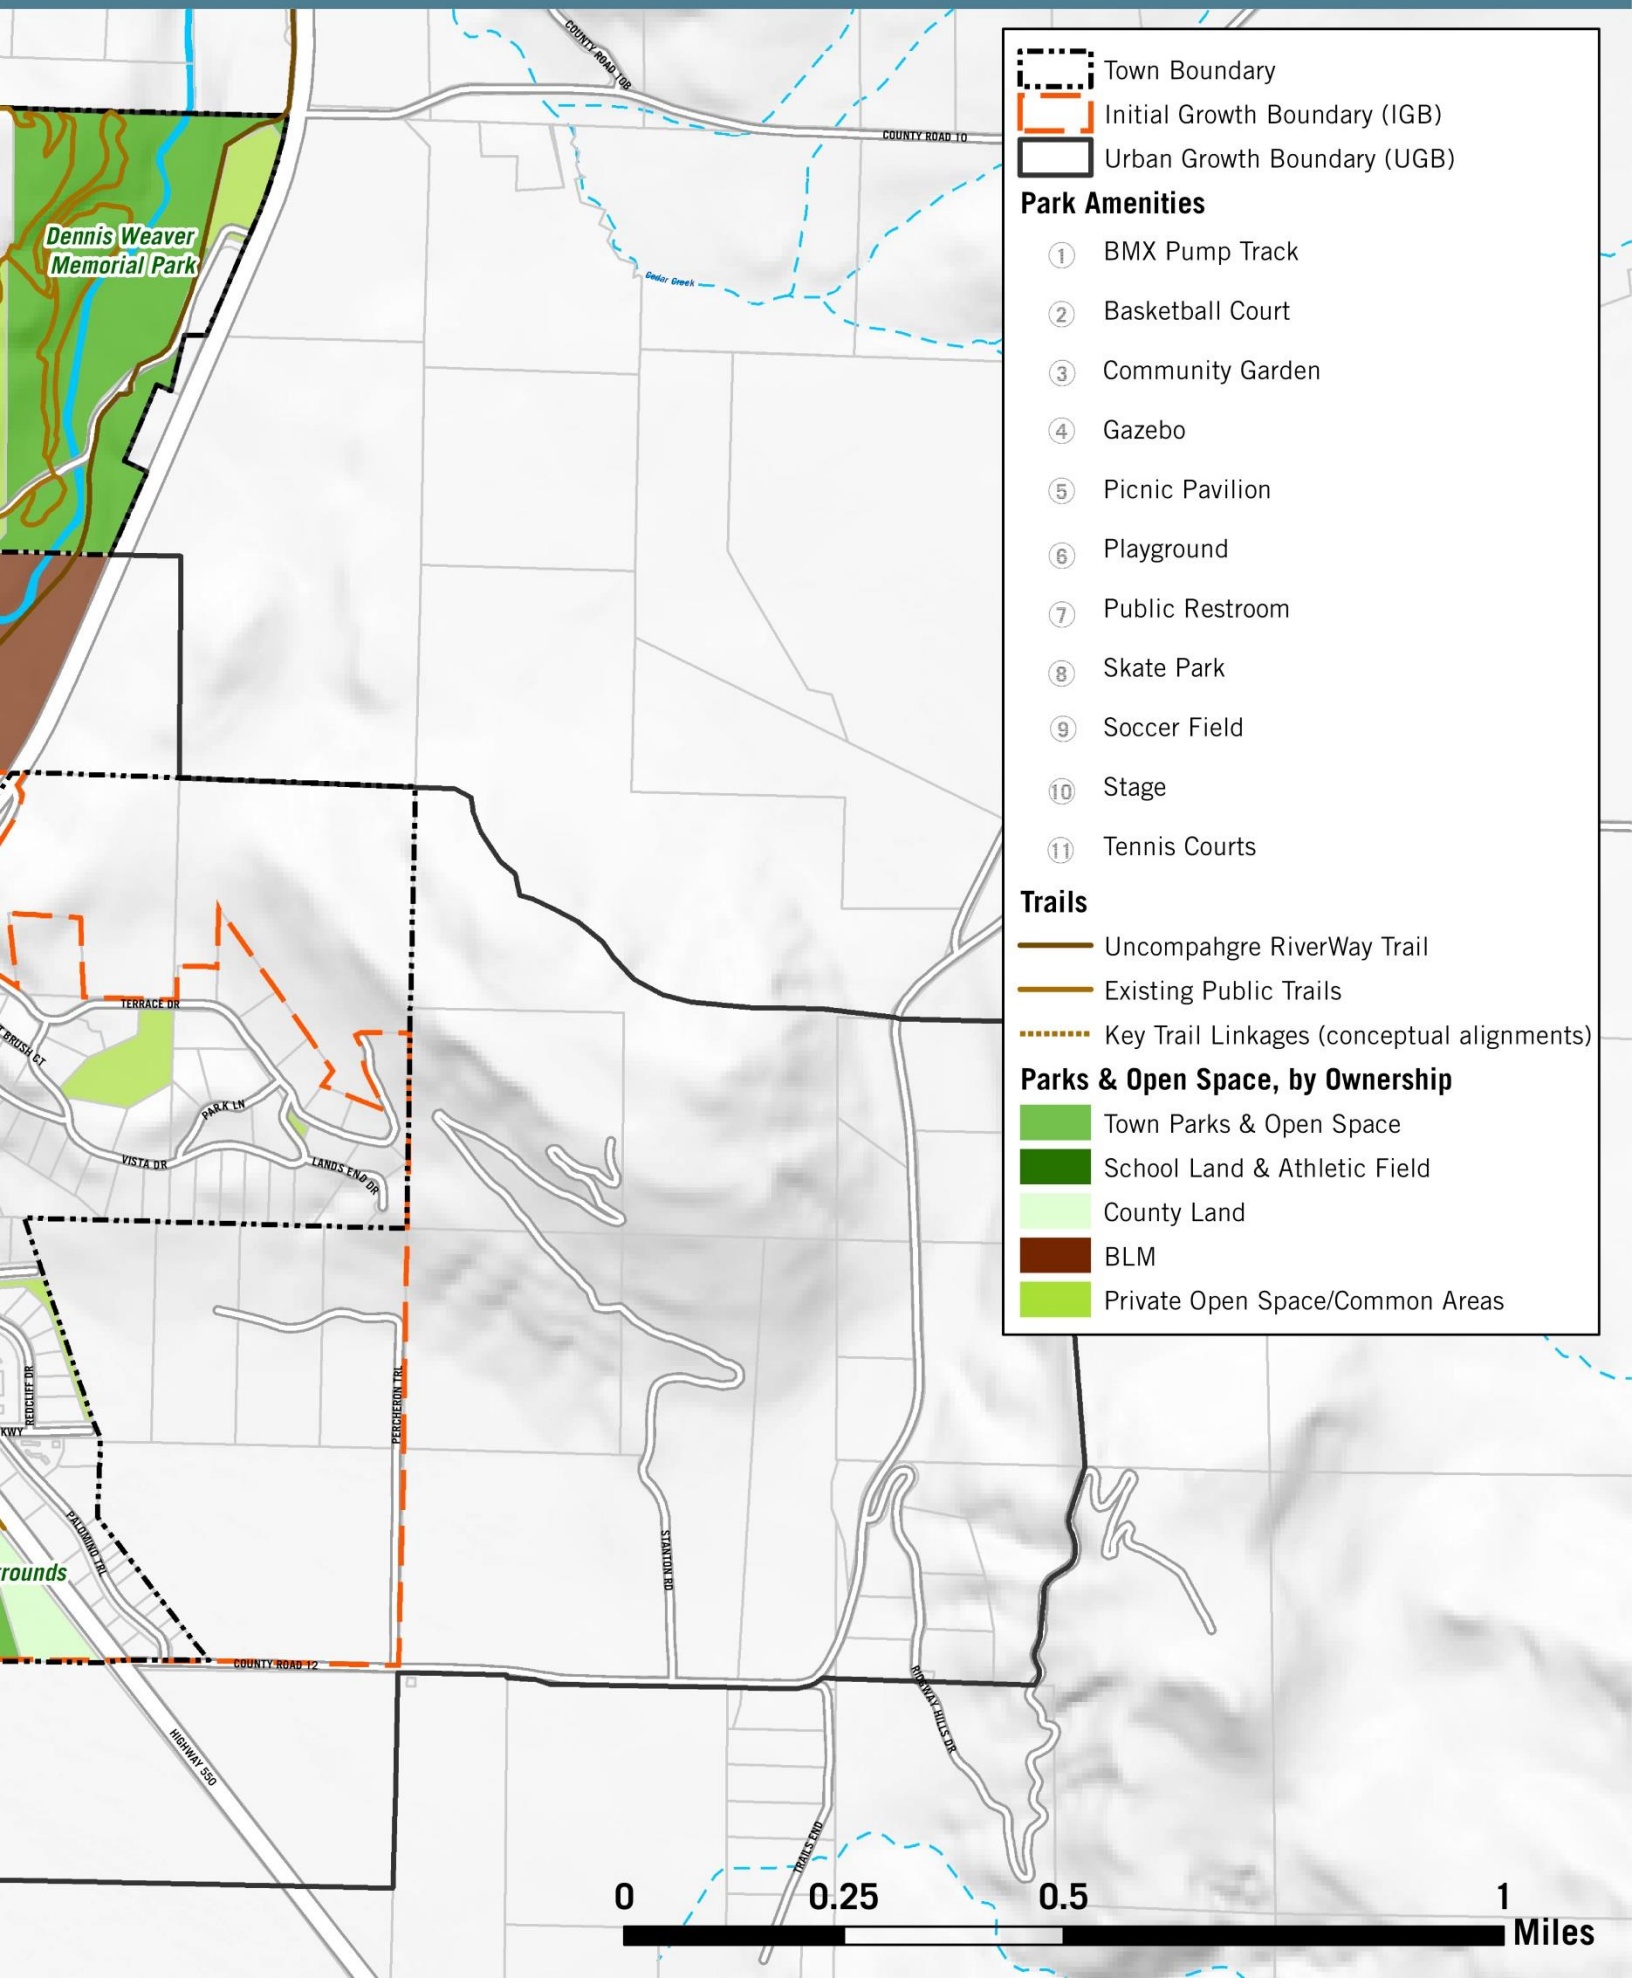 COUNTY ROAD 10B
COUNTY ROAD 10
Dennis Weaver
Memorial Park
Cedar Creek
Town Boundary
Initial Growth Boundary (IGB)
Urban Growth Boundary (UGB)
Park Amenities
1 BMX Pump Track
2 Basketball Court
3 Community Garden
4 Gazebo
5 Picnic Pavilion
6 Playground
7 Public Restroom
8 Skate Park
9 Soccer Field
10 Stage
11 Tennis Courts
Trails
Uncompahgre RiverWay Trail
Existing Public Trails
Key Trail Linkages (conceptual alignments)
Parks & Open Space, by Ownership
Town Parks & Open Space
School Land & Athletic Field
County Land
BLM
Private Open Space/Common Areas
TERRACE DR
BRUSH CT
PARK LN
VISTA DR
LANDS END DR
REDCLIFF DR
KWY
PERCHERON TRL
PALOMINO TRL
rounds
STANTON RD
COUNTY ROAD 12
RIDGWAY HILLS DR
HIGHWAY 550
TRAILS END
0 0.25 0.5 1
Miles